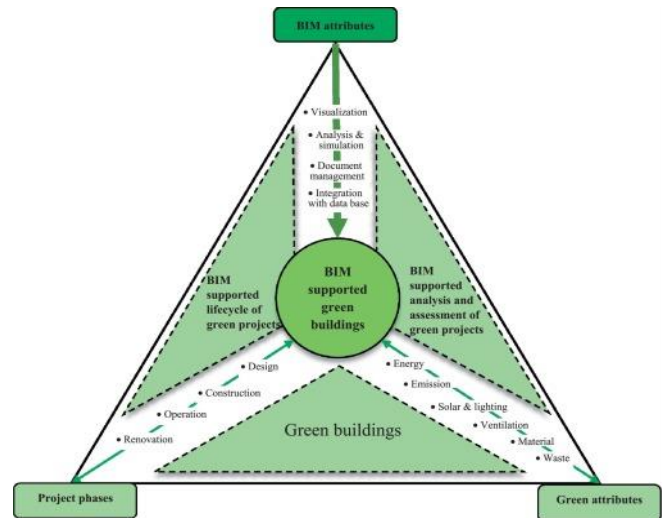 BIM attributes
• Visualization
• Analysis &
simulation
• Document
management
• Integration
with data base
BIM
supported
lifecycle of
green projects
BIM
supported
green
buildings
BIM
supported
analysis and
assessment of
green projects
• Design
• Construction
• Operation
• Renovation
• Energy
• Emission
• Solar & lighting
• Ventilation
• Material
• Waste
Green buildings
Project phases
Green attributes